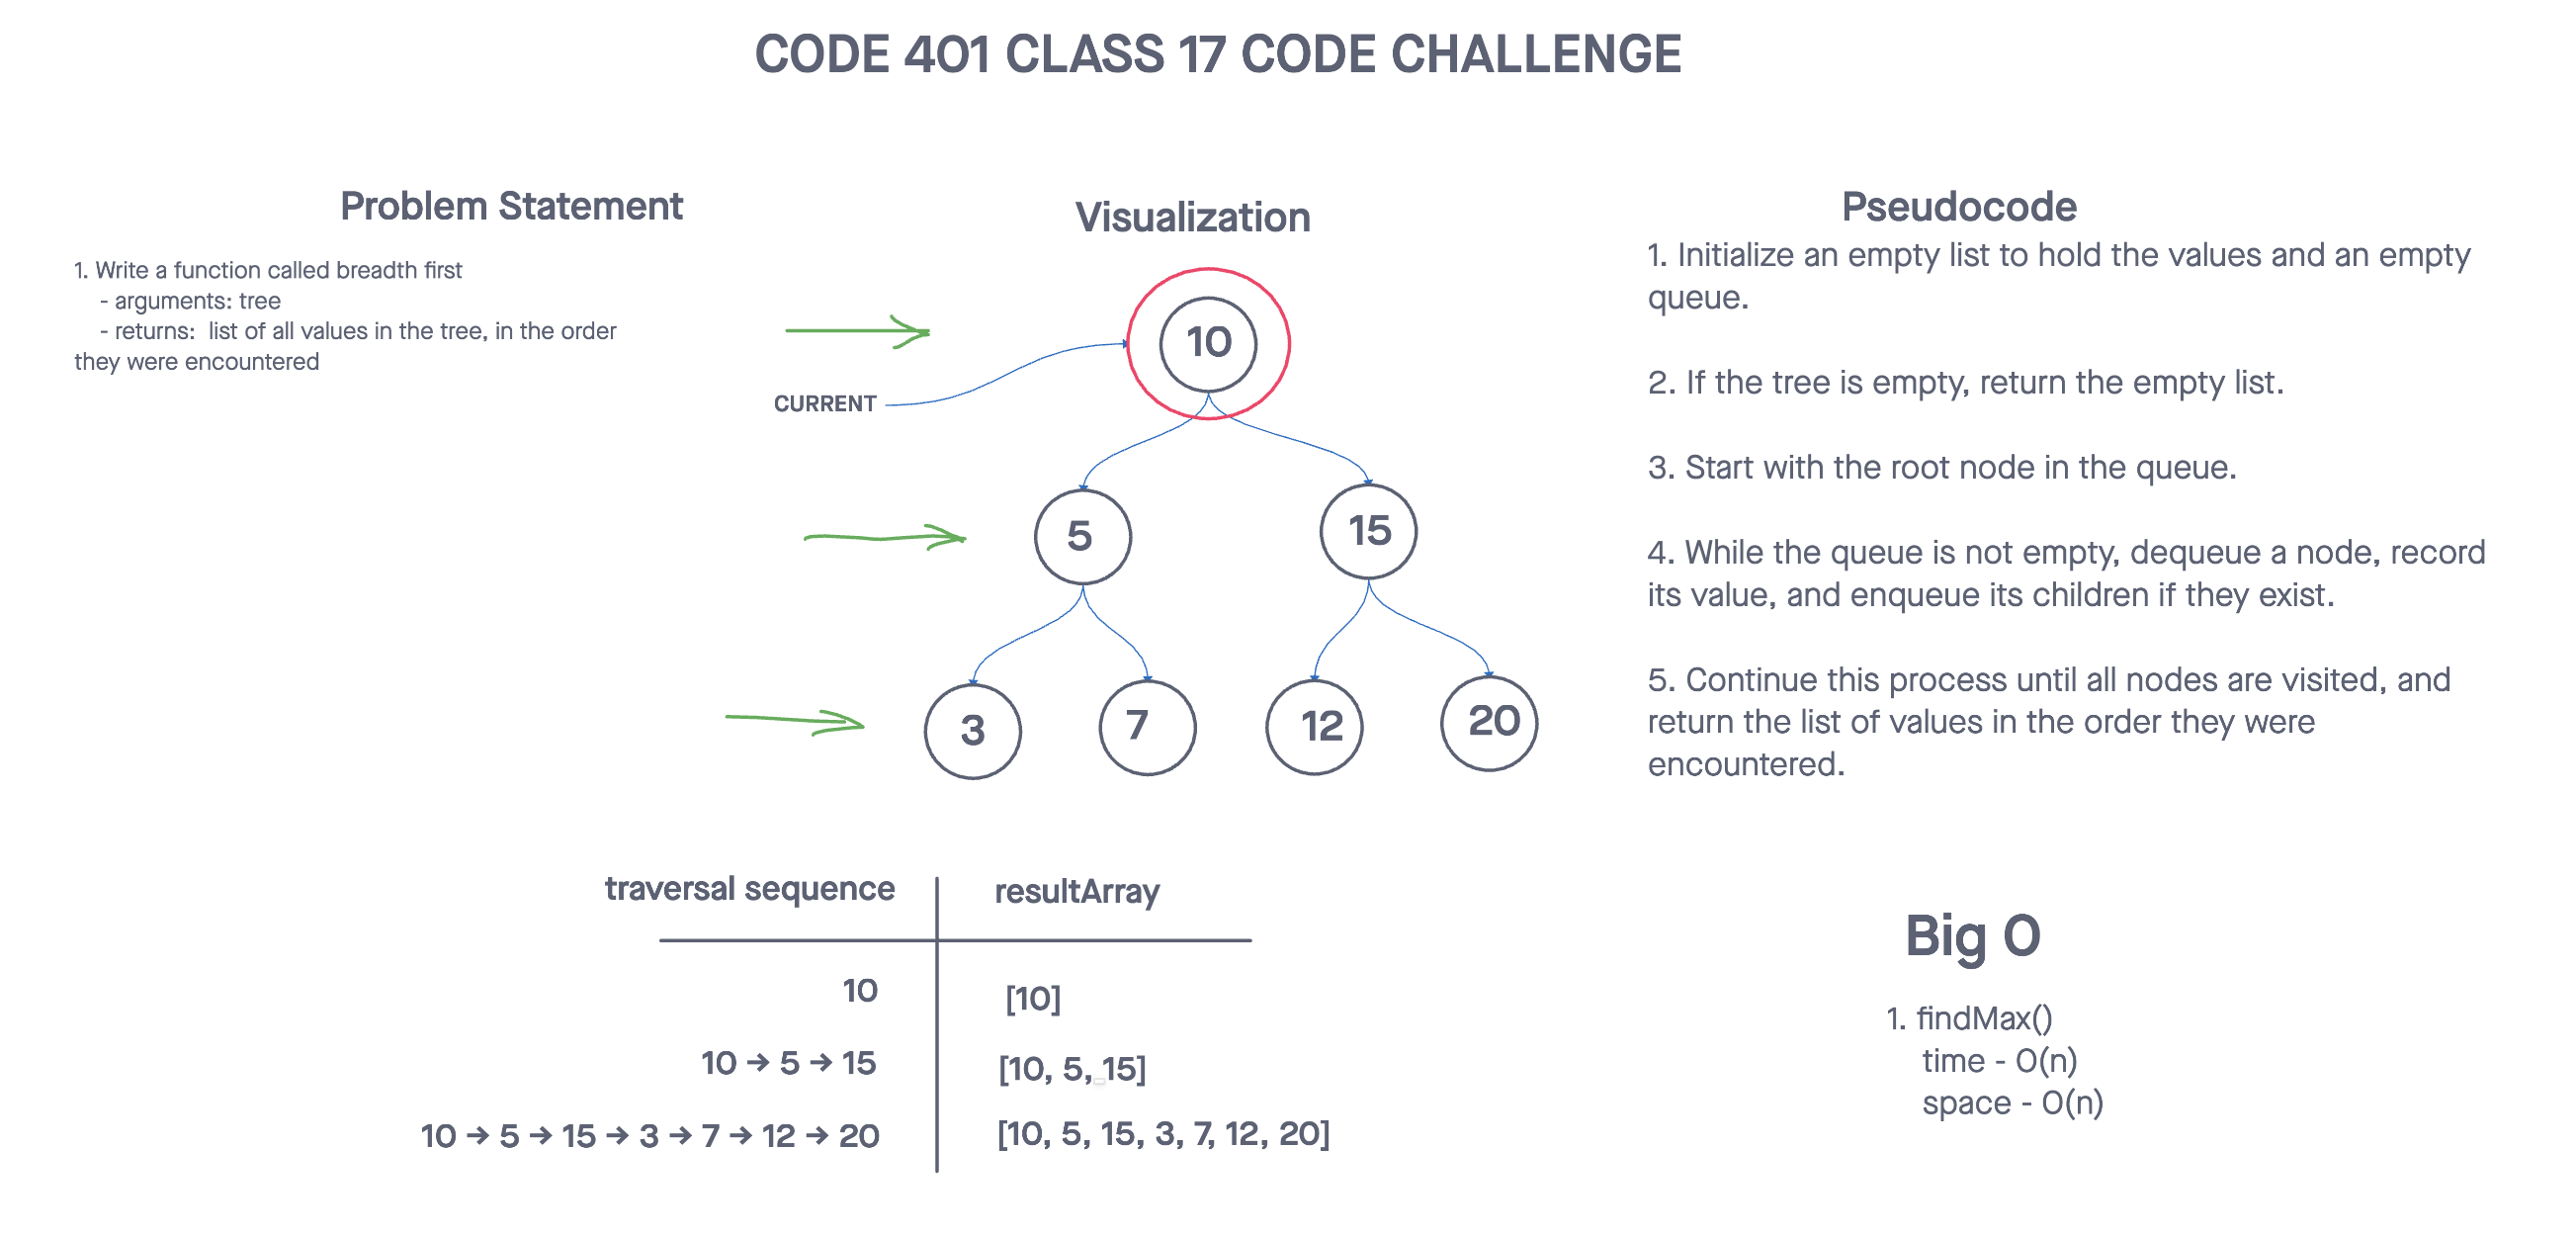 CODE 401 CLASS 17 CODE CHALLENGE
Problem Statement
1. Write a function called breadth first
- arguments: tree
- returns: list of all values in the tree, in the order
they were encountered
Visualization
CURRENT
10
5
15
3
7
12
20
Pseudocode
1. Initialize an empty list to hold the values and an empty
queue.
2. If the tree is empty, return the empty list.
3. Start with the root node in the queue.
4. While the queue is not empty, dequeue a node, record
its value, and enqueue its children if they exist.
5. Continue this process until all nodes are visited, and
return the list of values in the order they were
encountered.
traversal sequence
resultArray
10
[10]
10 → 5 → 15
[10, 5, 15]
10 → 5 → 15 → 3 → 7 → 12 → 20
[10, 5, 15, 3, 7, 12, 20]
Big O
1. findMax()
time - O(n)
space - O(n)